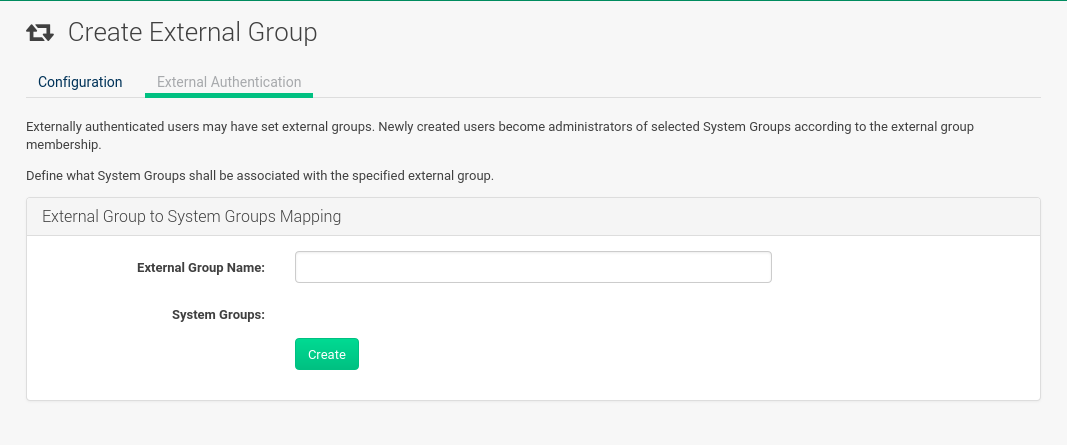 Create External Group
Configuration
External Authentication
Externally authenticated users may have set external groups. Newly created users become administrators of selected System Groups according to the external group
membership.
Define what System Groups shall be associated with the specified external group.
External Group to System Groups Mapping
External Group Name:
System Groups:
Create